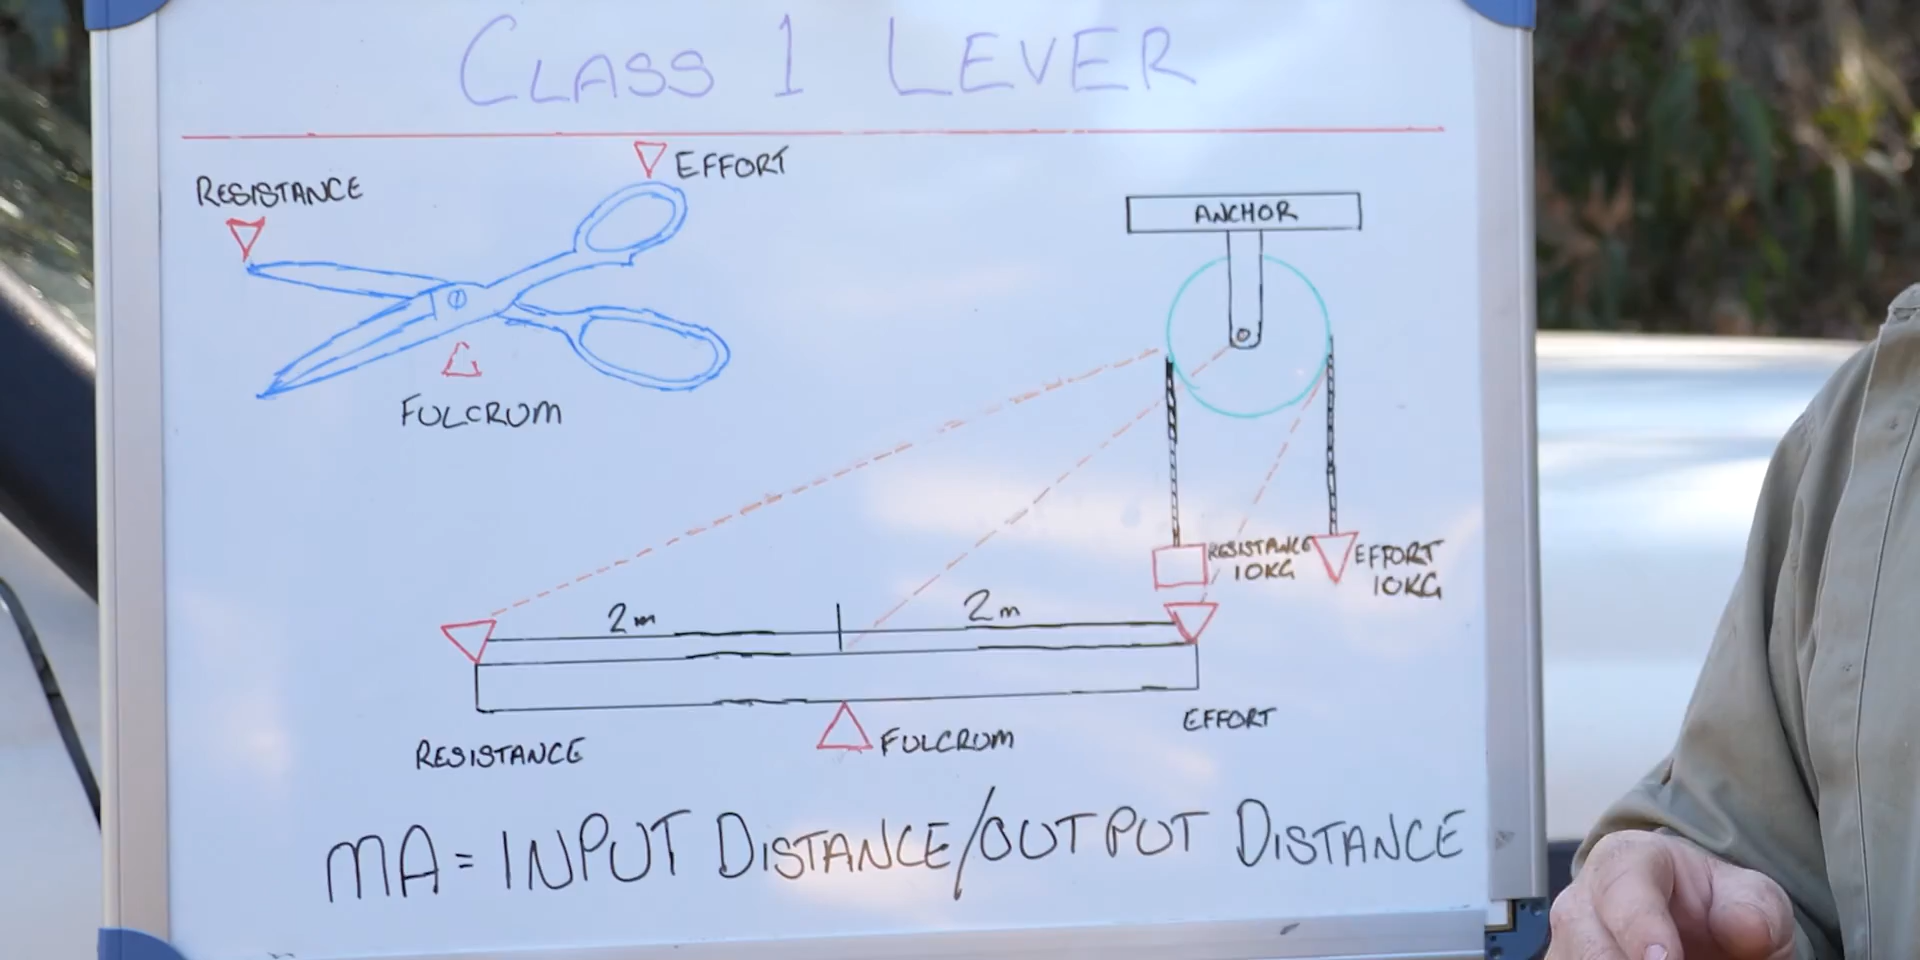 CLASS 1 LEVER
EFFORT
RESISTANCE
FULCRUM
ANCHOR
RESISTANCE
10KG
EFFORT
10KG
2m
2m
RESISTANCE
FULCRUM
EFFORT
MA = INPUT DISTANCE/OUTPUT DISTANCE